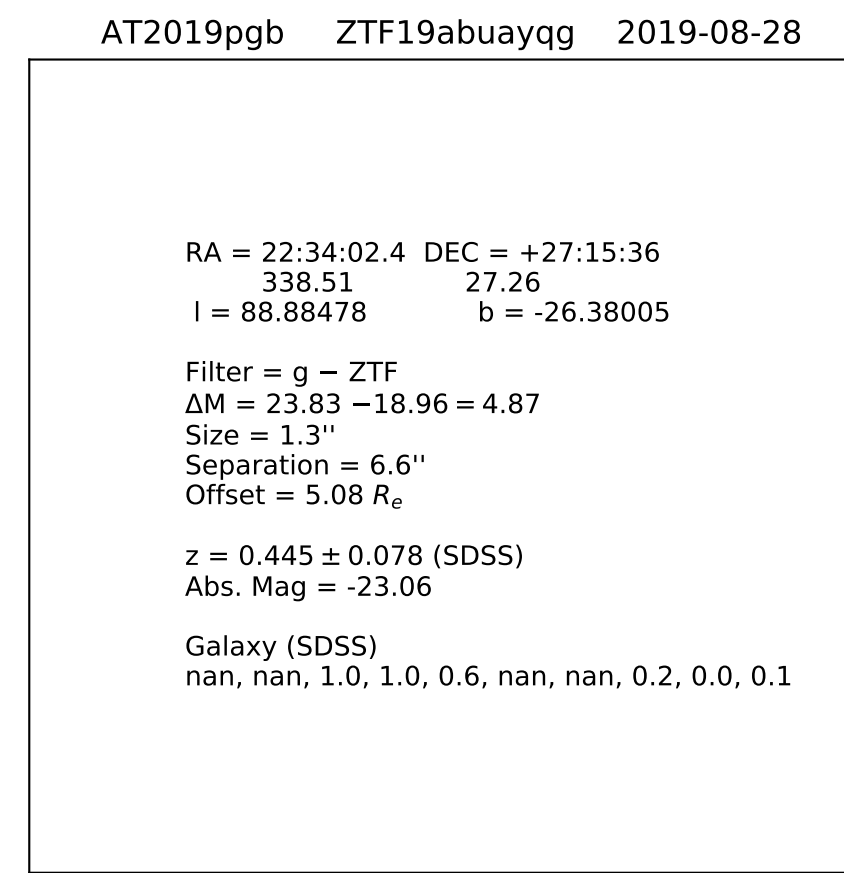 AT2019pgb ZTF19abuayqg 2019-08-28
RA = 22:34:02.4 DEC = +27:15:36
338.51 27.26
l = 88.88478 b = -26.38005
Filter = g − ZTF
ΔM = 23.83 −18.96 = 4.87
Size = 1.3''
Separation = 6.6''
Offset = 5.08 Re
z = 0.445 ± 0.078 (SDSS)
Abs. Mag = -23.06
Galaxy (SDSS)
nan, nan, 1.0, 1.0, 0.6, nan, nan, 0.2, 0.0, 0.1